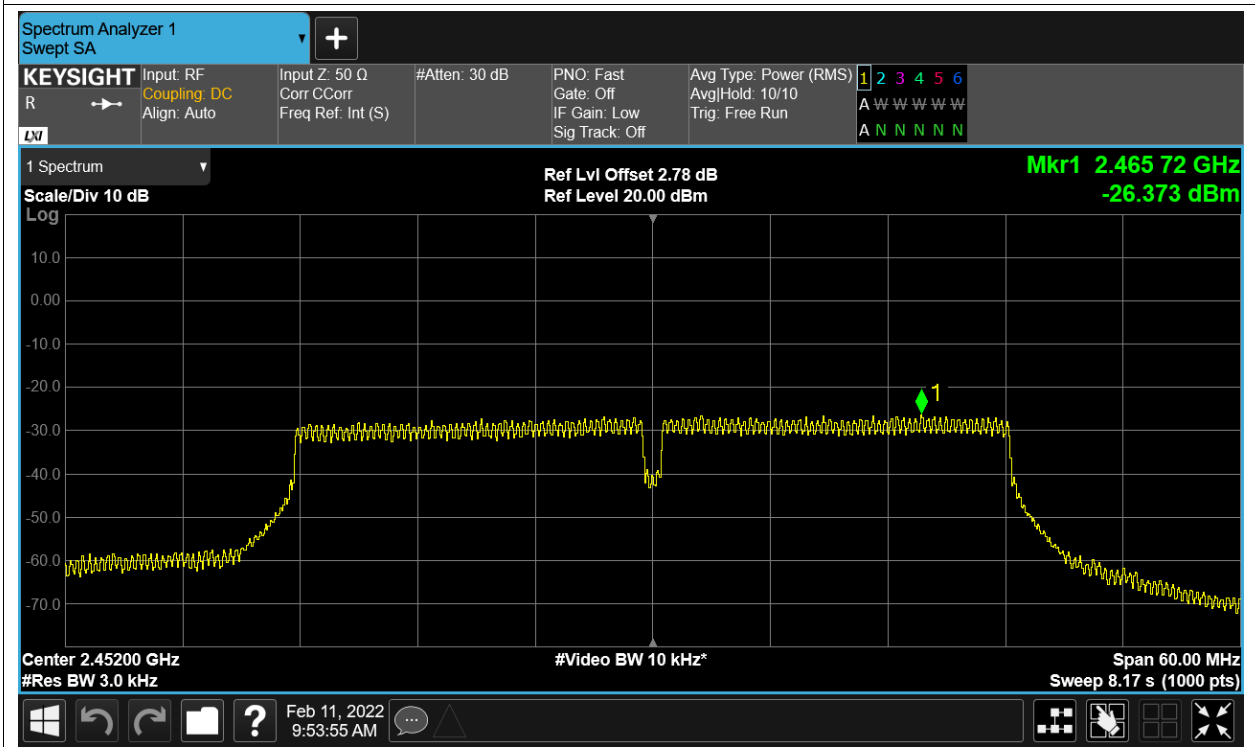 Spectrum Analyzer 1
Swept SA
KEYSIGHT
R
LXI
Input: RF
Coupling: DC
Align: Auto
Input Z: 50 Ω
Corr CCorr
Freq Ref: Int (S)
#Atten: 30 dB
PNO: Fast
Gate: Off
IF Gain: Low
Sig Track: Off
Avg Type: Power (RMS)
Avg|Hold: 10/10
Trig: Free Run
1 2 3 4 5 6
A W W W W W
A N N N N N
1 Spectrum
Scale/Div 10 dB
Log
Ref Lvl Offset 2.78 dB
Ref Level 20.00 dBm
Mkr1 2.465 72 GHz
-26.373 dBm
10.0
0.00
-10.0
-20.0
1
-30.0
-40.0
-50.0
-60.0
-70.0
Center 2.45200 GHz
#Res BW 3.0 kHz
#Video BW 10 kHz*
Span 60.00 MHz
Sweep 8.17 s (1000 pts)
?
Feb 11, 2022
9:53:55 AM